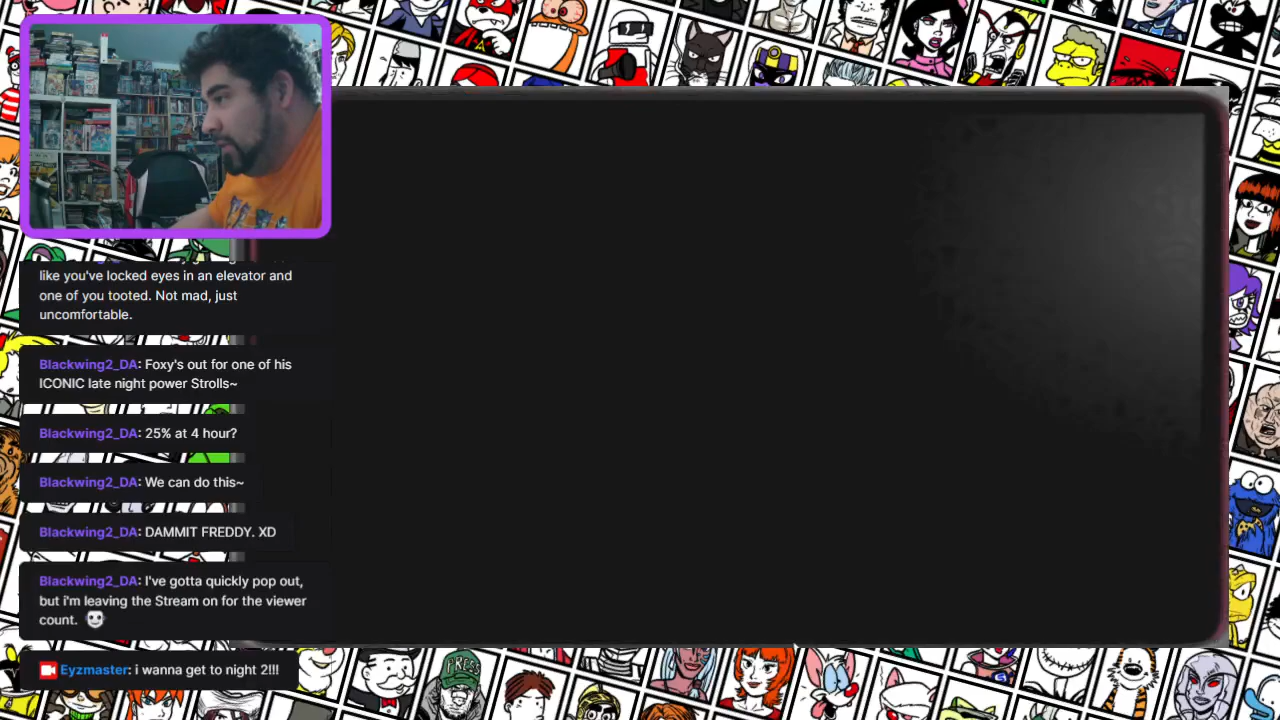 like you've locked eyes in an elevator and
one of you tooted. Not mad, just
uncomfortable.
Blackwing2_DA: Foxy's out for one of his
ICONIC late night power Strolls~
Blackwing2_DA: 25% at 4 hour?
Blackwing2_DA: We can do this~
Blackwing2_DA: DAMMIT FREDDY. XD
Blackwing2_DA: I've gotta quickly pop out,
but i'm leaving the Stream on for the viewer
count.
Eyzmaster: i wanna get to night 2!!!
PRESS